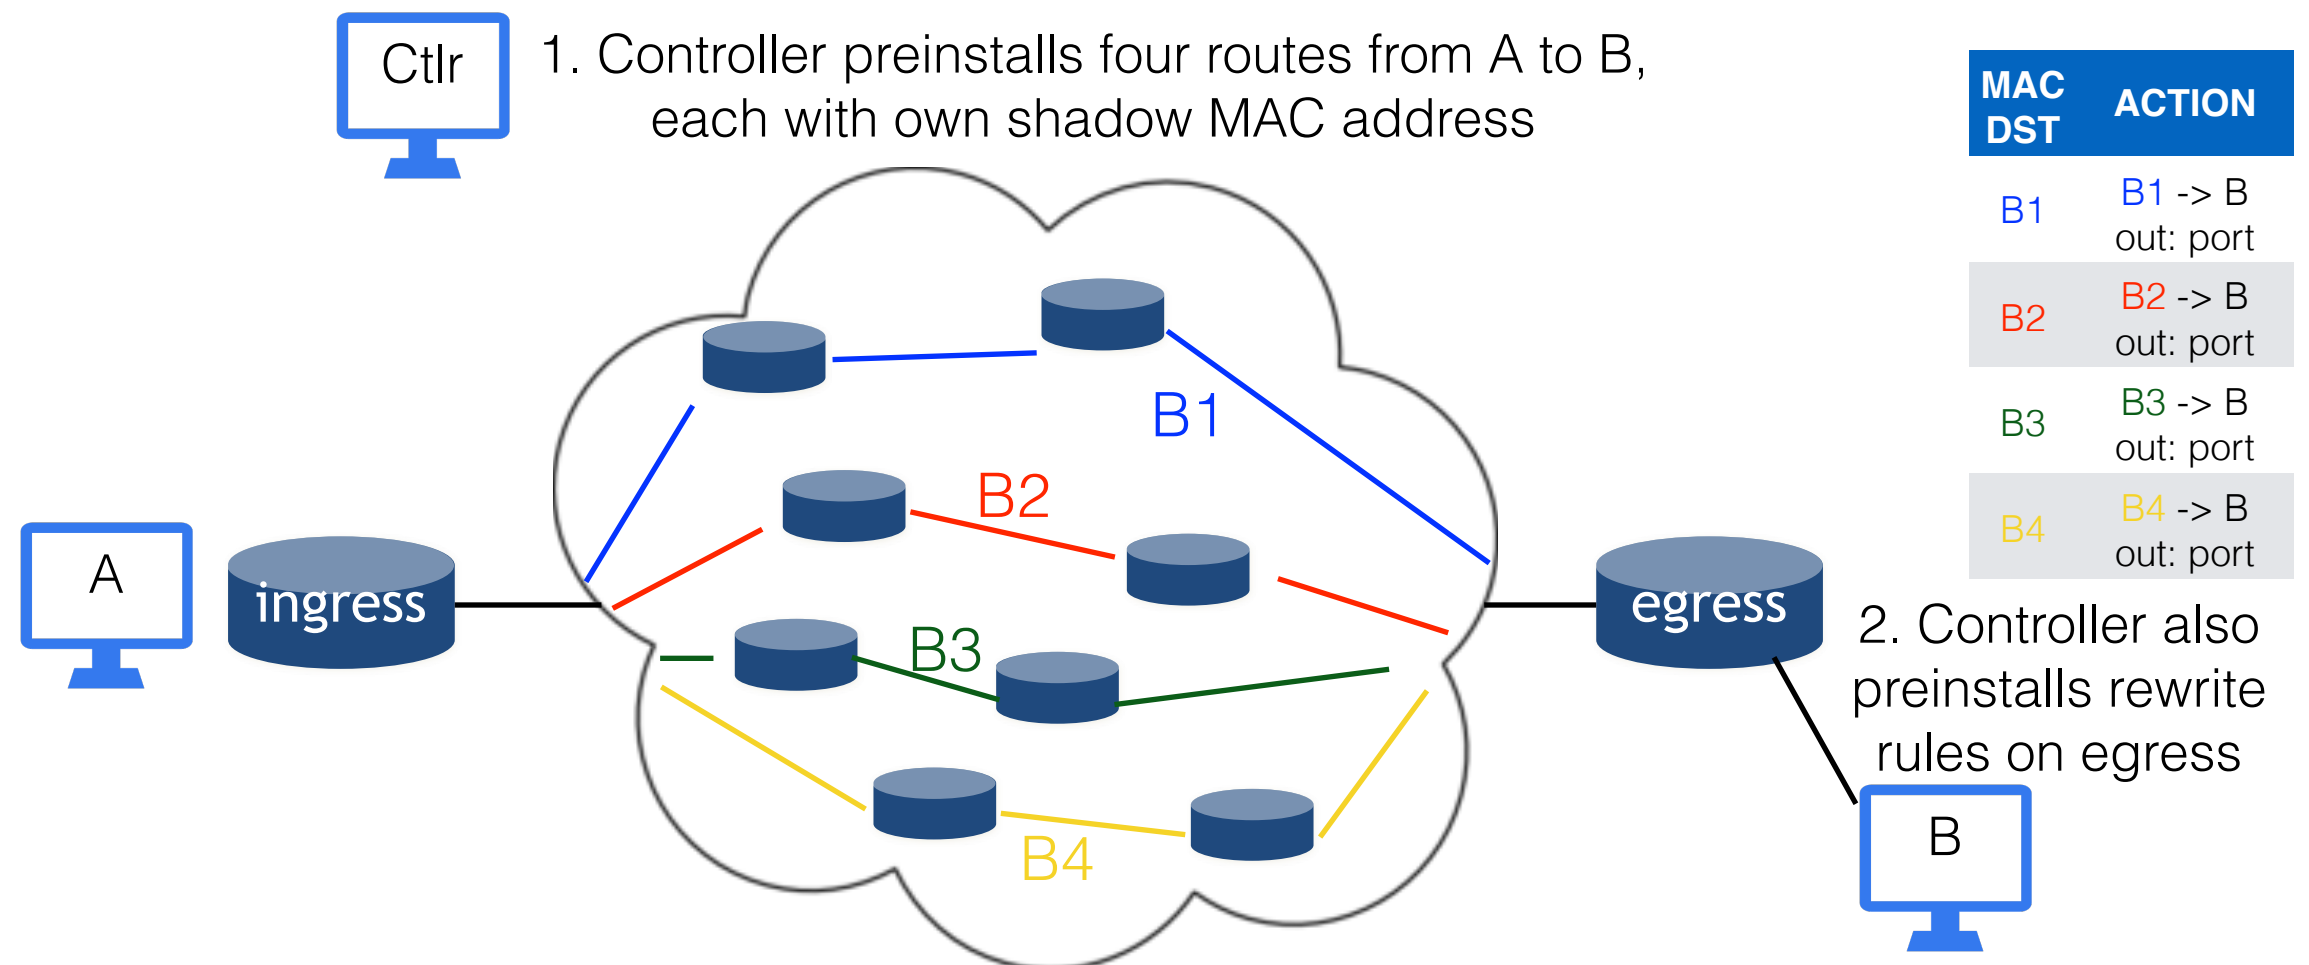 Ctlr
1. Controller preinstalls four routes from A to B,
each with own shadow MAC address
MAC DST ACTION
B1 B1 -> B
out: port
B2 B2 -> B
out: port
B3 B3 -> B
out: port
B4 B4 -> B
out: port
B1
B2
B3
B4
A
ingress
egress
2. Controller also
preinstalls rewrite
rules on egress
B